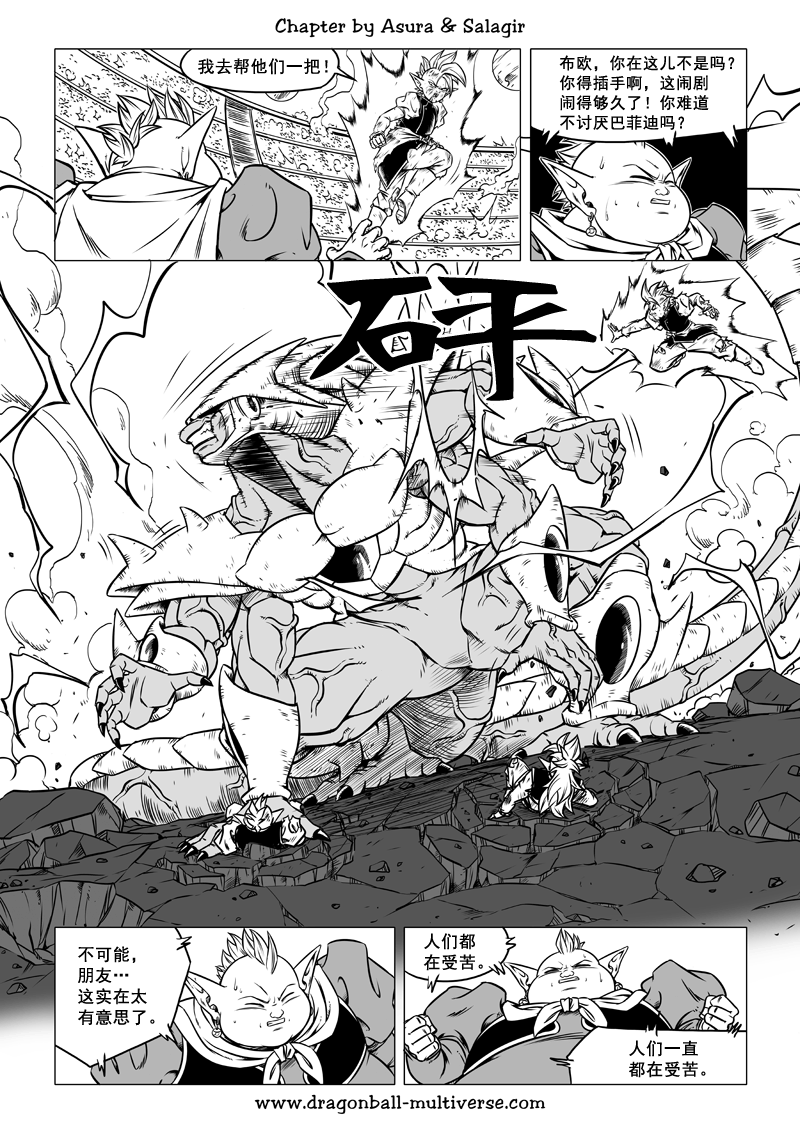 Chapter by Asura & Salagir
我去帮他们一把！
布欧，你在这儿不是吗？
你得插手啊，这闹剧
闹得够久了！你难道
不讨厌巴菲迪吗？
砰
不可能，
朋友…
这实在太
有意思了。
人们都
在受苦。
人们一直
都在受苦。
www.dragonball-multiverse.com